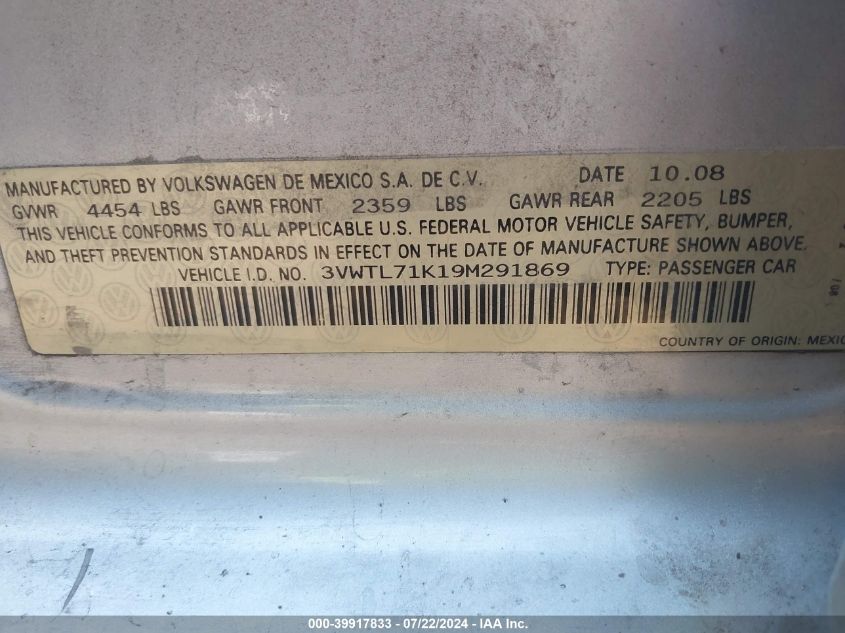 MANUFACTURED BY VOLKSWAGEN DE MEXICO S.A. DE C.V. DATE 10.08
GVWR 4454 LBS GAWR FRONT 2359 LBS GAWR REAR 2205 LBS
THIS VEHICLE CONFORMS TO ALL APPLICABLE U.S. FEDERAL MOTOR VEHICLE SAFETY, BUMPER,
AND THEFT PREVENTION STANDARDS IN EFFECT ON THE DATE OF MANUFACTURE SHOWN ABOVE.
VEHICLE I.D. NO. 3VWTL71K19M291869 TYPE: PASSENGER CAR
COUNTRY OF ORIGIN: MEXIC
000-39917833 - 07/22/2024 - IAA Inc.